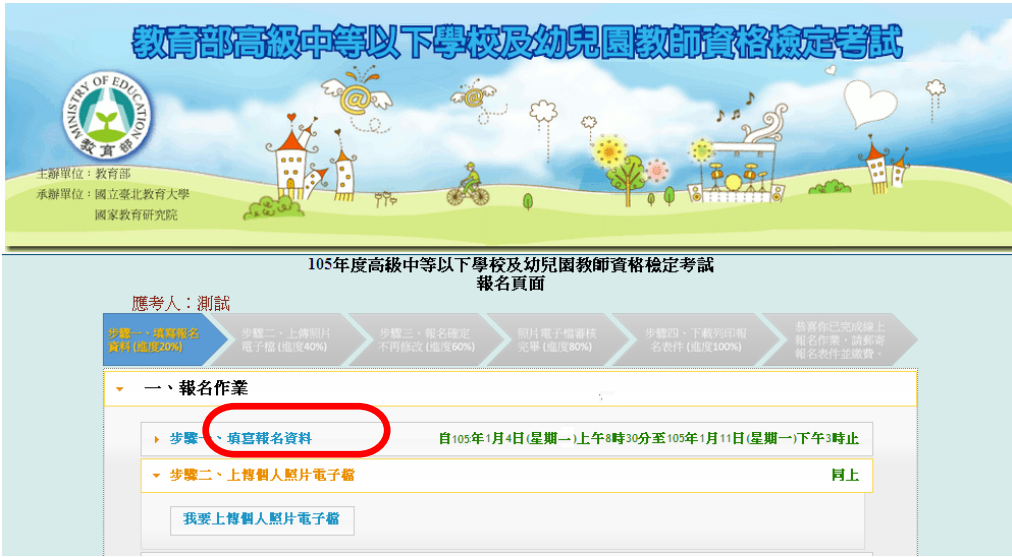 教育部高級中等以下學校及幼兒園教師資格檢定考試
MINISTRY OF EDUCATION
教育部
主辦單位：教育部
承辦單位：國立臺北教育大學
國家教育研究院
105年度高級中等以下學校及幼兒園教師資格檢定考試
報名頁面
應考人：測試
步驟一、填寫報名
資料(進度20%)
步驟二、上傳照片
電子檔(進度40%)
步驟三、報名確定
不再修改(進度60%)
照片電子檔審核
完畢(進度80%)
步驟四、下載列印報
名表件(進度100%)
恭喜你已完成線上
報名作業，請郵寄
報名表件並繳費。
一、報名作業
步驟一、填寫報名資料 自105年1月4日(星期一)上午8時30分至105年1月11日(星期一)下午3時止
步驟二、上傳個人照片電子檔 同上
我要上傳個人照片電子檔